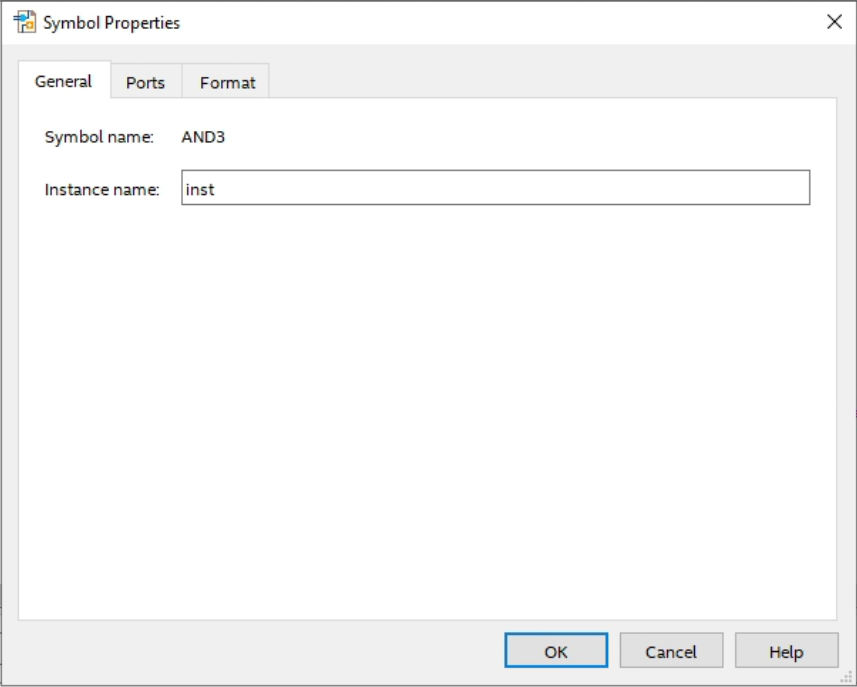 Symbol Properties
General Ports Format
Symbol name: AND3
Instance name: inst
OK Cancel Help